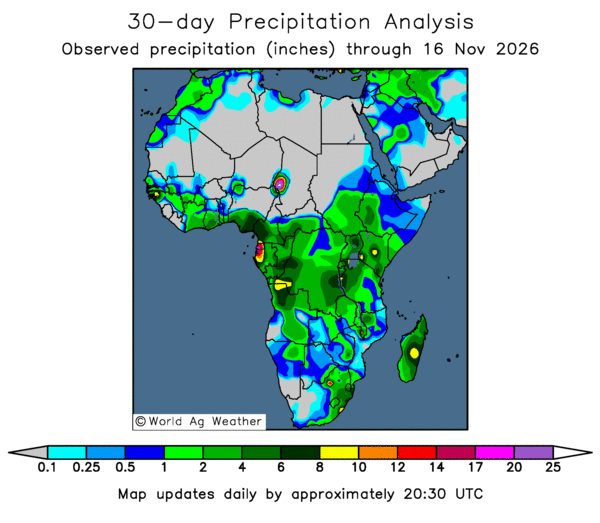 30-day Precipitation Analysis
Observed precipitation (inches) through 16 Nov 2026
© World Ag Weather
0.1 0.25 0.5 1 2 4 6 8 10 12 14 17 20 25
Map updates daily by approximately 20:30 UTC